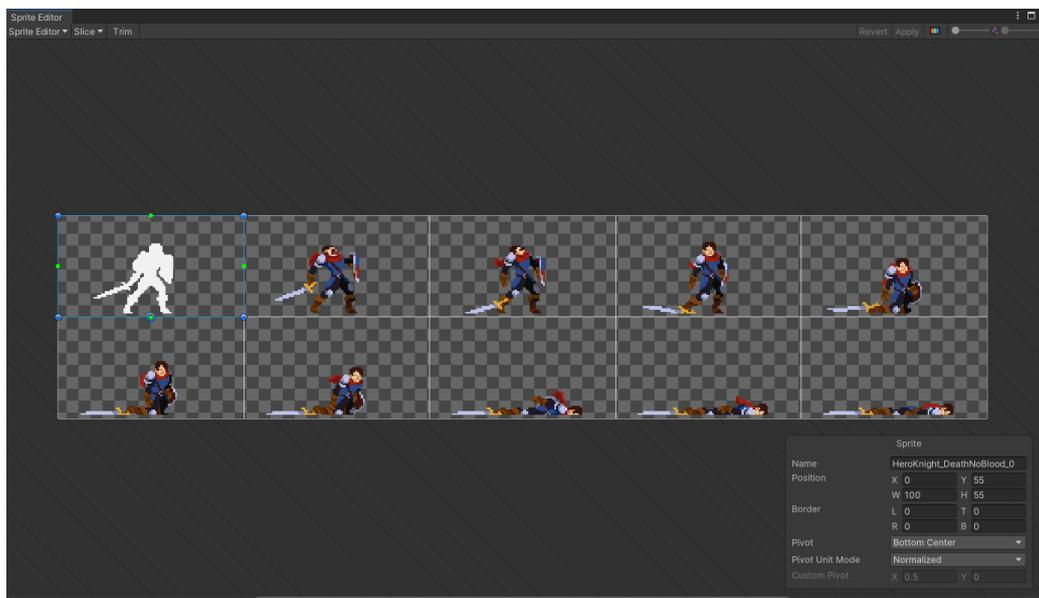 Sprite Editor
Sprite Editor Slice Trim Revert Apply
Sprite
Name HeroKnight_DeathNoBlood_0
Position X 0 Y 55
W 100 H 55
Border L 0 T 0
R 0 B 0
Pivot Bottom Center
Pivot Unit Mode Normalized
Custom Pivot X 0.5 Y 0